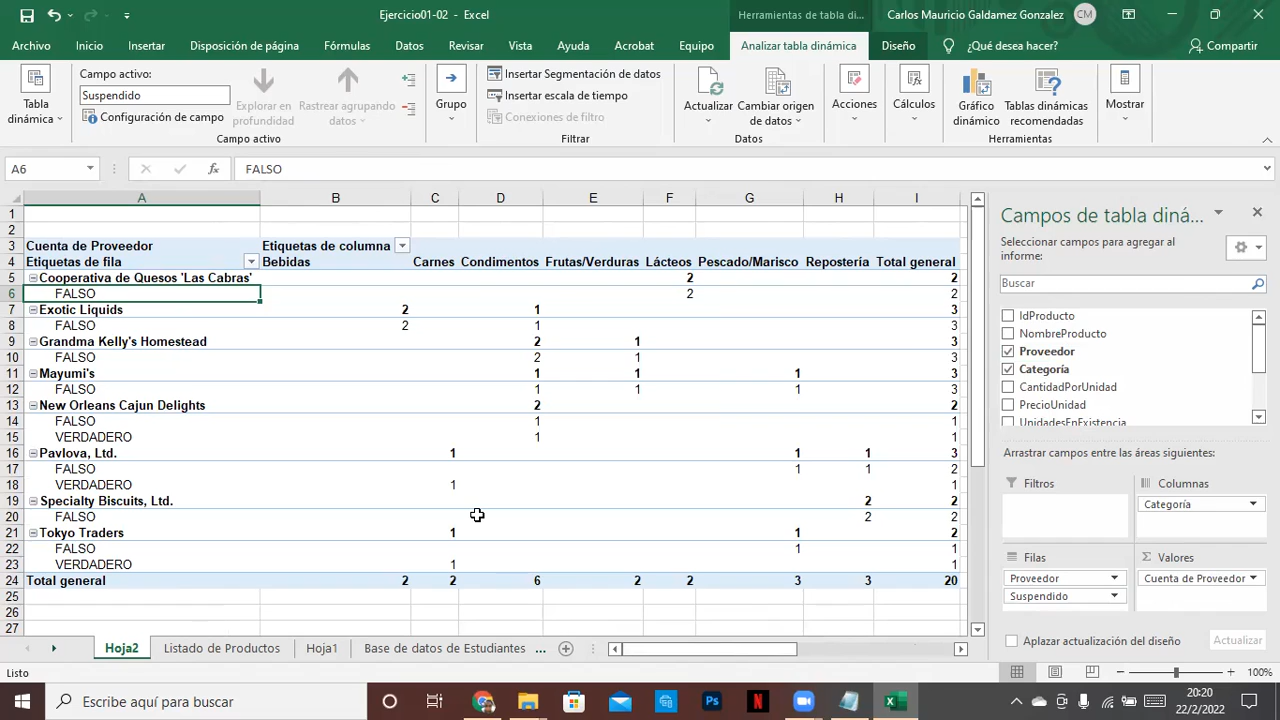 Ejercicio01-02 - Excel
Herramientas de tabla di...
Carlos Mauricio Galdamez Gonzalez
CM
Archivo Inicio Insertar Disposición de página Fórmulas Datos Revisar Vista Ayuda Acrobat Equipo Analizar tabla dinámica Diseño ¿Qué desea hacer? Compartir
Tabla dinámica
Campo activo:
Suspendido
Configuración de campo
Explorar en profundidad
Rastrear agrupando datos
Campo activo
Grupo
Insertar Segmentación de datos
Insertar escala de tiempo
Conexiones de filtro
Filtrar
Actualizar
Cambiar origen de datos
Datos
Acciones
Cálculos
Gráfico dinámico
Tablas dinámicas recomendadas
Herramientas
Mostrar
A6 fx FALSO
A B C D E F G H I
1
2
3 Cuenta de Proveedor Etiquetas de columna
4 Etiquetas de fila Bebidas Carnes Condimentos Frutas/Verduras Lácteos Pescado/Marisco Repostería Total general
5 Cooperativa de Quesos 'Las Cabras' 2 2
6 FALSO 2 2
7 Exotic Liquids 2 1 3
8 FALSO 2 1 3
9 Grandma Kelly's Homestead 2 1 3
10 FALSO 2 1 3
11 Mayumi's 1 1 1 3
12 FALSO 1 1 1 3
13 New Orleans Cajun Delights 2 2
14 FALSO 1 1
15 VERDADERO 1 1
16 Pavlova, Ltd. 1 1 1 3
17 FALSO 1 1 2
18 VERDADERO 1 1
19 Specialty Biscuits, Ltd. 2 2
20 FALSO 2 2
21 Tokyo Traders 1 1 2
22 FALSO 1 1
23 VERDADERO 1 1
24 Total general 2 2 6 2 2 3 3 20
25
26
27
Campos de tabla diná...
Seleccionar campos para agregar al
informe:
Buscar
IdProducto
NombreProducto
Proveedor
Categoría
CantidadPorUnidad
PrecioUnidad
UnidadesEnExistencia
Arrastrar campos entre las áreas siguientes:
Filtros
Columnas
Categoría
Filas
Σ Valores
Proveedor
Cuenta de Proveedor
Suspendido
Aplazar actualización del diseño
Actualizar
Hoja2 Listado de Productos Hoja1 Base de datos de Estudiantes ...
Listo
100%
Escribe aquí para buscar
Ps
N
20:20
22/2/2022